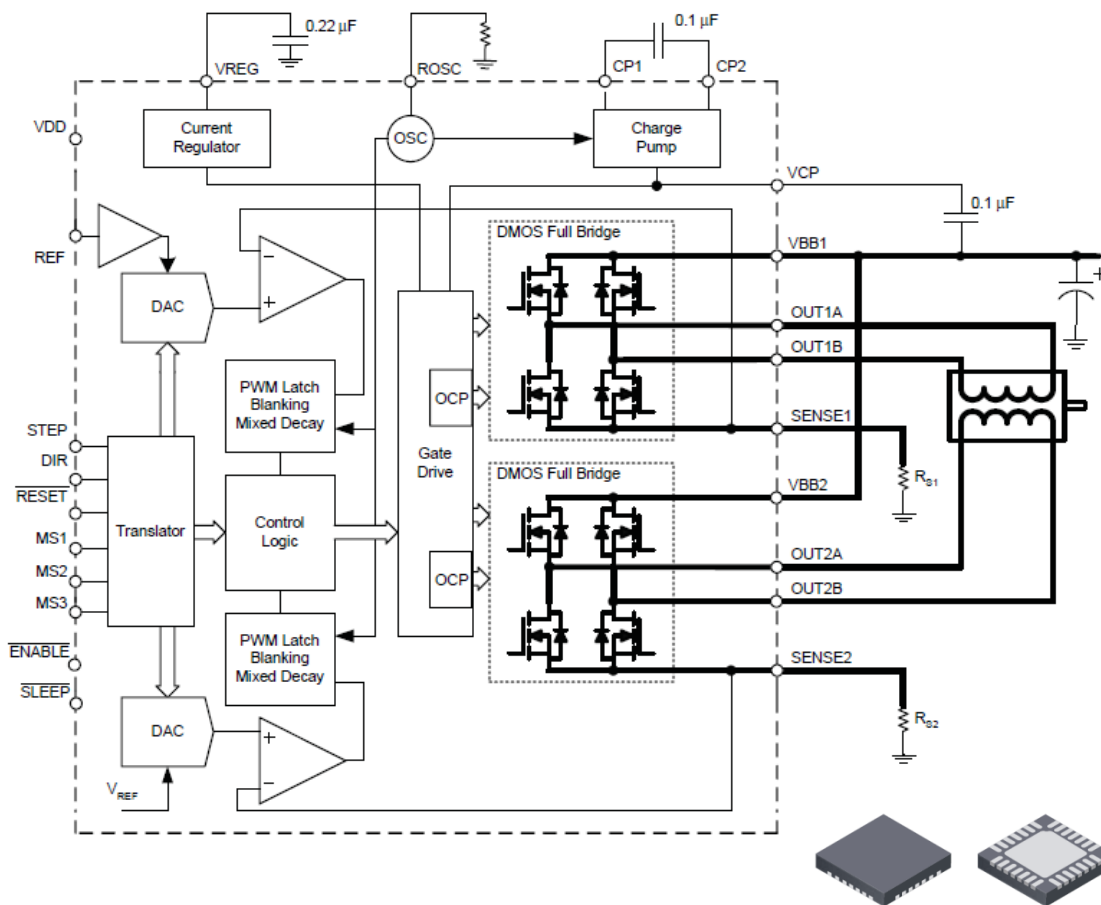 0.22 µF
0.1 µF
VREG
ROSC
CP1
CP2
VDD
Current
Regulator
OSC
Charge
Pump
VCP
0.1 µF
REF
DAC
-
+
DMOS Full Bridge
VBB1
+
OUT1A
OUT1B
PWM Latch
Blanking
Mixed Decay
OCP
SENSE1
STEP
DIR
RESET
MS1
MS2
MS3
Translator
Control
Logic
Gate
Drive
DMOS Full Bridge
RS1
VBB2
OUT2A
OCP
OUT2B
ENABLE
SLEEP
PWM Latch
Blanking
Mixed Decay
SENSE2
DAC
+
-
RS2
VREF